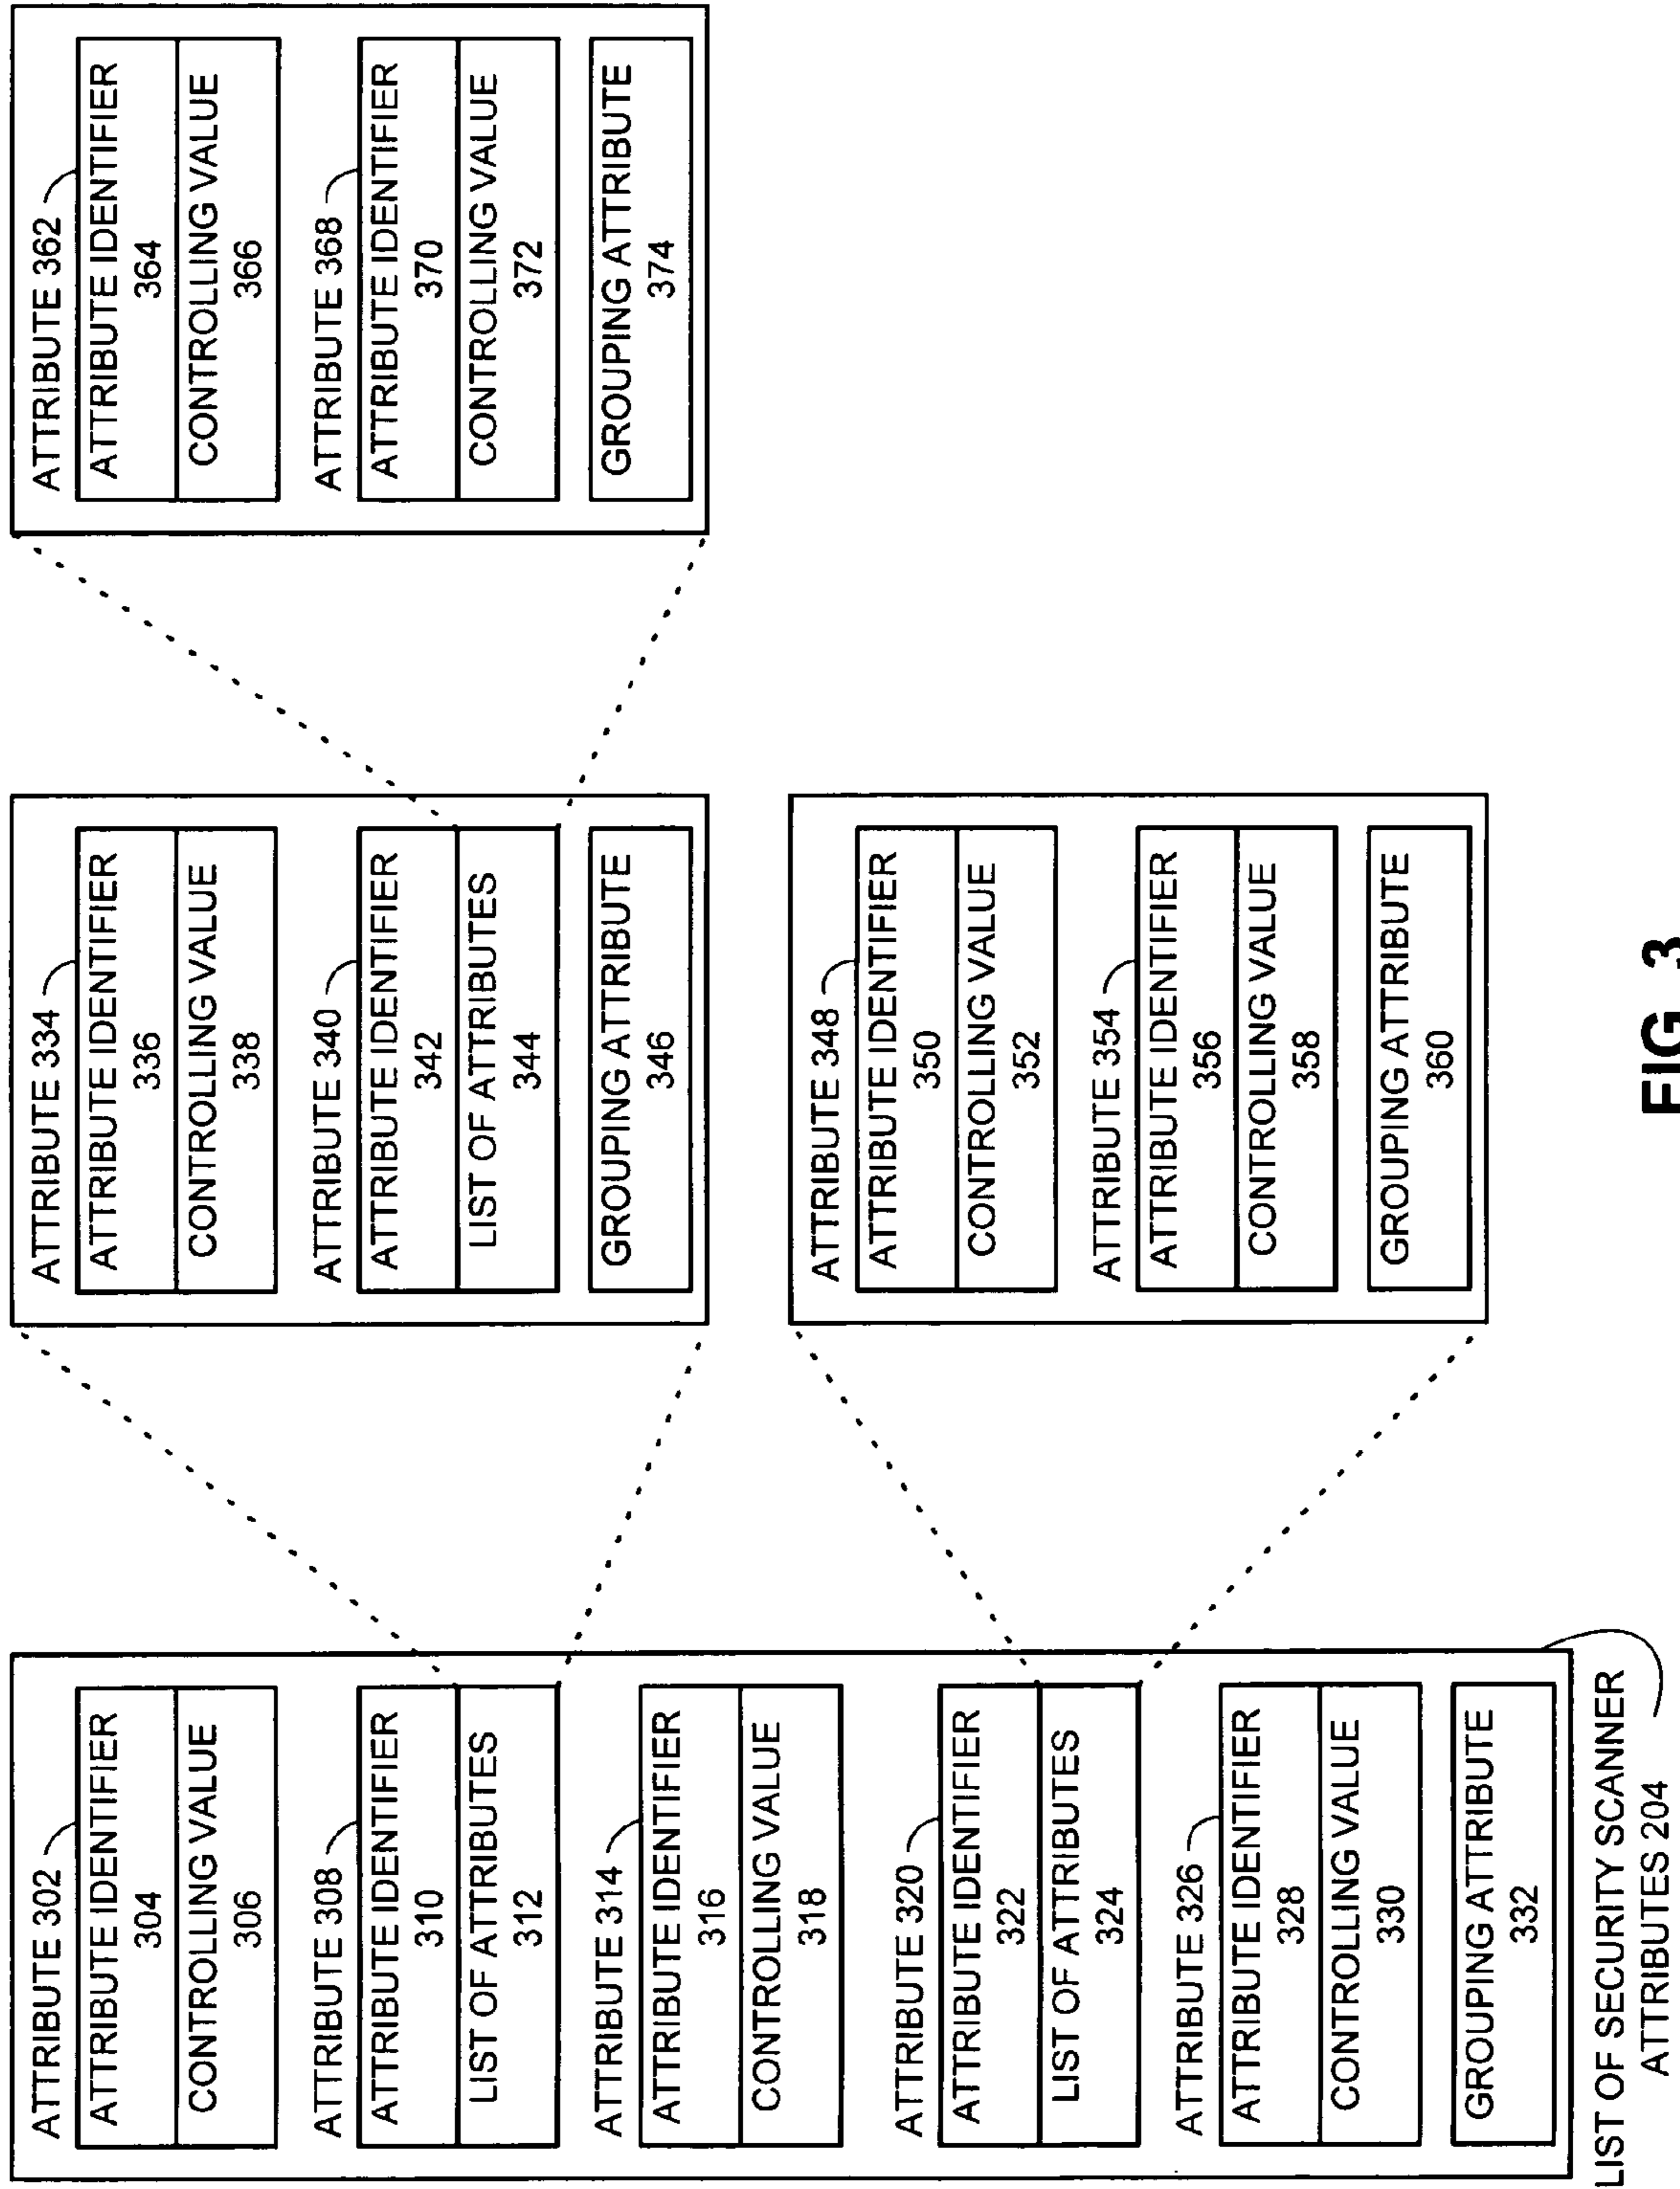 ATTRIBUTE 302
ATTRIBUTE IDENTIFIER
304
CONTROLLING VALUE
306
ATTRIBUTE 308
ATTRIBUTE IDENTIFIER
310
LIST OF ATTRIBUTES
312
ATTRIBUTE 314
ATTRIBUTE IDENTIFIER
316
CONTROLLING VALUE
318
ATTRIBUTE 320
ATTRIBUTE IDENTIFIER
322
LIST OF ATTRIBUTES
324
ATTRIBUTE 326
ATTRIBUTE IDENTIFIER
328
CONTROLLING VALUE
330
GROUPING ATTRIBUTE
332
LIST OF SECURITY SCANNER
ATTRIBUTES 204
ATTRIBUTE 334
ATTRIBUTE IDENTIFIER
336
CONTROLLING VALUE
338
ATTRIBUTE 340
ATTRIBUTE IDENTIFIER
342
LIST OF ATTRIBUTES
344
GROUPING ATTRIBUTE
346
ATTRIBUTE 348
ATTRIBUTE IDENTIFIER
350
CONTROLLING VALUE
352
ATTRIBUTE 354
ATTRIBUTE IDENTIFIER
356
CONTROLLING VALUE
358
GROUPING ATTRIBUTE
360
ATTRIBUTE 362
ATTRIBUTE IDENTIFIER
364
CONTROLLING VALUE
366
ATTRIBUTE 368
ATTRIBUTE IDENTIFIER
370
CONTROLLING VALUE
372
GROUPING ATTRIBUTE
374
FIG. 3